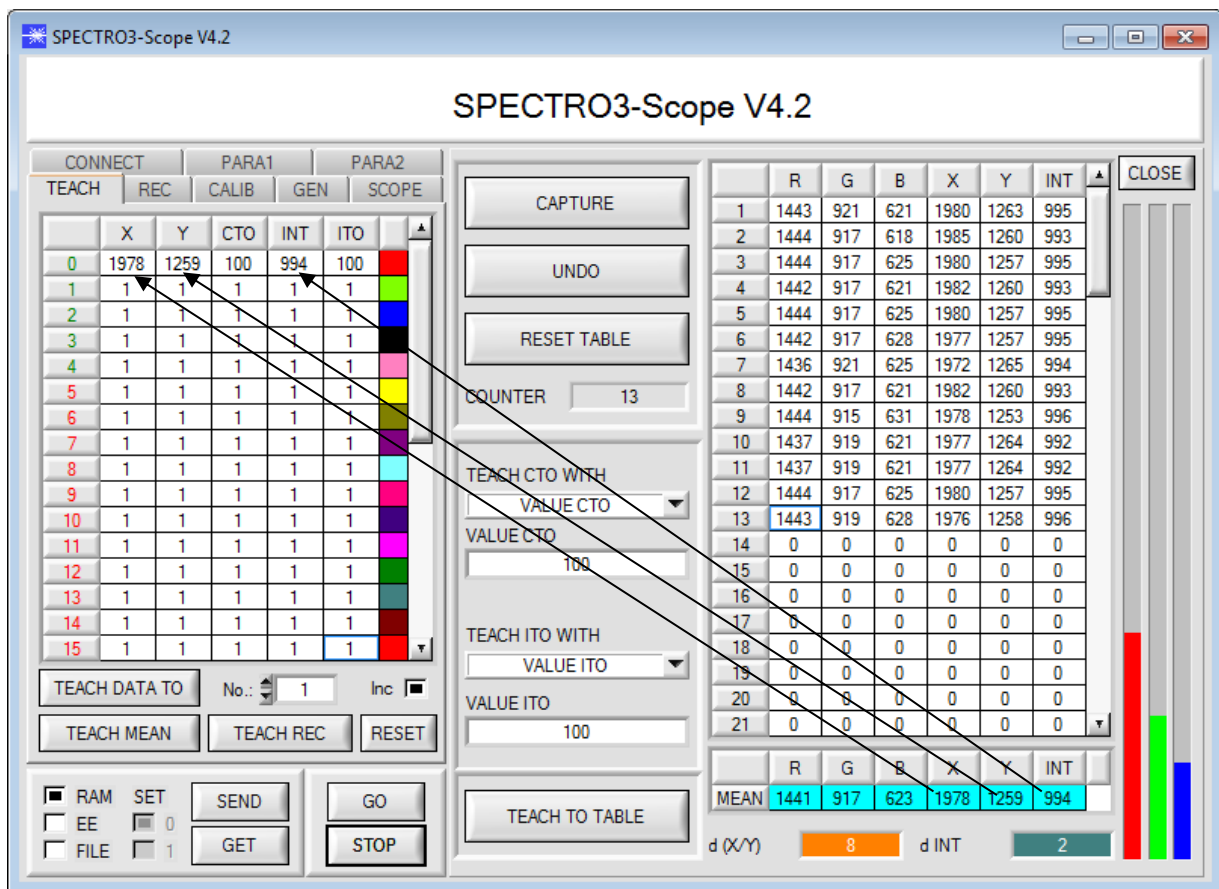 SPECTRO3-Scope V4.2
SPECTRO3-Scope V4.2
CONNECT PARA1 PARA2
TEACH REC CALIB GEN SCOPE
X Y CTO INT ITO
0 1978 1259 100 994 100
1 1 1 1 1 1
2 1 1 1 1 1
3 1 1 1 1 1
4 1 1 1 1 1
5 1 1 1 1 1
6 1 1 1 1 1
7 1 1 1 1 1
8 1 1 1 1 1
9 1 1 1 1 1
10 1 1 1 1 1
11 1 1 1 1 1
12 1 1 1 1 1
13 1 1 1 1 1
14 1 1 1 1 1
15 1 1 1 1 1
TEACH DATA TO No.: 1 Inc
TEACH MEAN TEACH REC RESET
RAM SET
EE 0
FILE 1
SEND
GET
GO
STOP
CAPTURE
UNDO
RESET TABLE
COUNTER 13
TEACH CTO WITH
VALUE CTO
VALUE CTO
100
TEACH ITO WITH
VALUE ITO
VALUE ITO
100
TEACH TO TABLE
R G B X Y INT
1 1443 921 621 1980 1263 995
2 1444 917 618 1985 1260 993
3 1444 917 625 1980 1257 995
4 1442 917 621 1982 1260 993
5 1444 917 625 1980 1257 995
6 1442 917 628 1977 1257 995
7 1436 921 625 1972 1265 994
8 1442 917 621 1982 1260 993
9 1444 915 631 1978 1253 996
10 1437 919 621 1977 1264 992
11 1437 919 621 1977 1264 992
12 1444 917 625 1980 1257 995
13 1443 919 628 1976 1258 996
14 0 0 0 0 0 0
15 0 0 0 0 0 0
16 0 0 0 0 0 0
17 0 0 0 0 0 0
18 0 0 0 0 0 0
19 0 0 0 0 0 0
20 0 0 0 0 0 0
21 0 0 0 0 0 0
R G B X Y INT
MEAN 1441 917 623 1978 1259 994
d (X/Y) 8 d INT 2
CLOSE